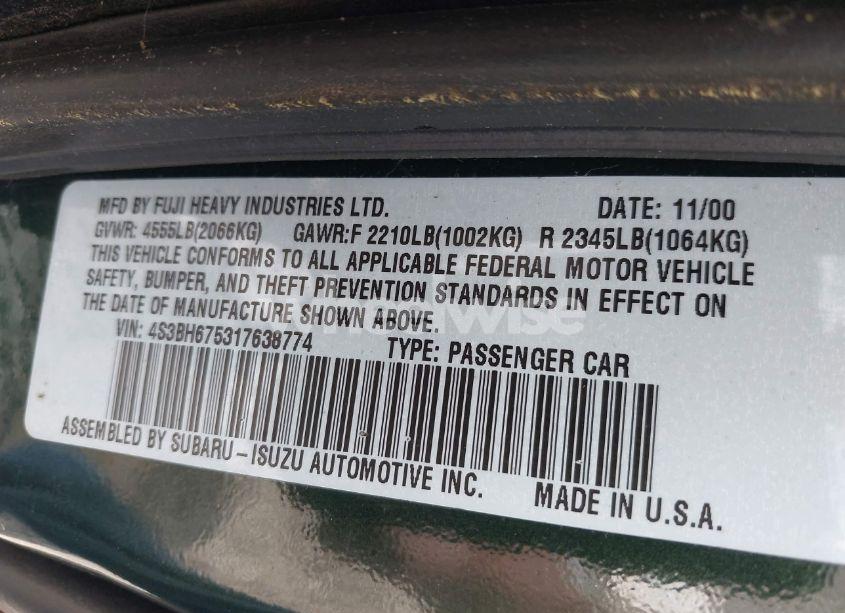 MFD BY FUJI HEAVY INDUSTRIES LTD. DATE: 11/00
GVWR: 4555LB(2066KG) GAWR:F 2210LB(1002KG) R 2345LB(1064KG)
THIS VEHICLE CONFORMS TO ALL APPLICABLE FEDERAL MOTOR VEHICLE
SAFETY, BUMPER, AND THEFT PREVENTION STANDARDS IN EFFECT ON
THE DATE OF MANUFACTURE SHOWN ABOVE.
VIN: 4S3BH675317638774 TYPE: PASSENGER CAR
ASSEMBLED BY SUBARU-ISUZU AUTOMOTIVE INC. MADE IN U.S.A.